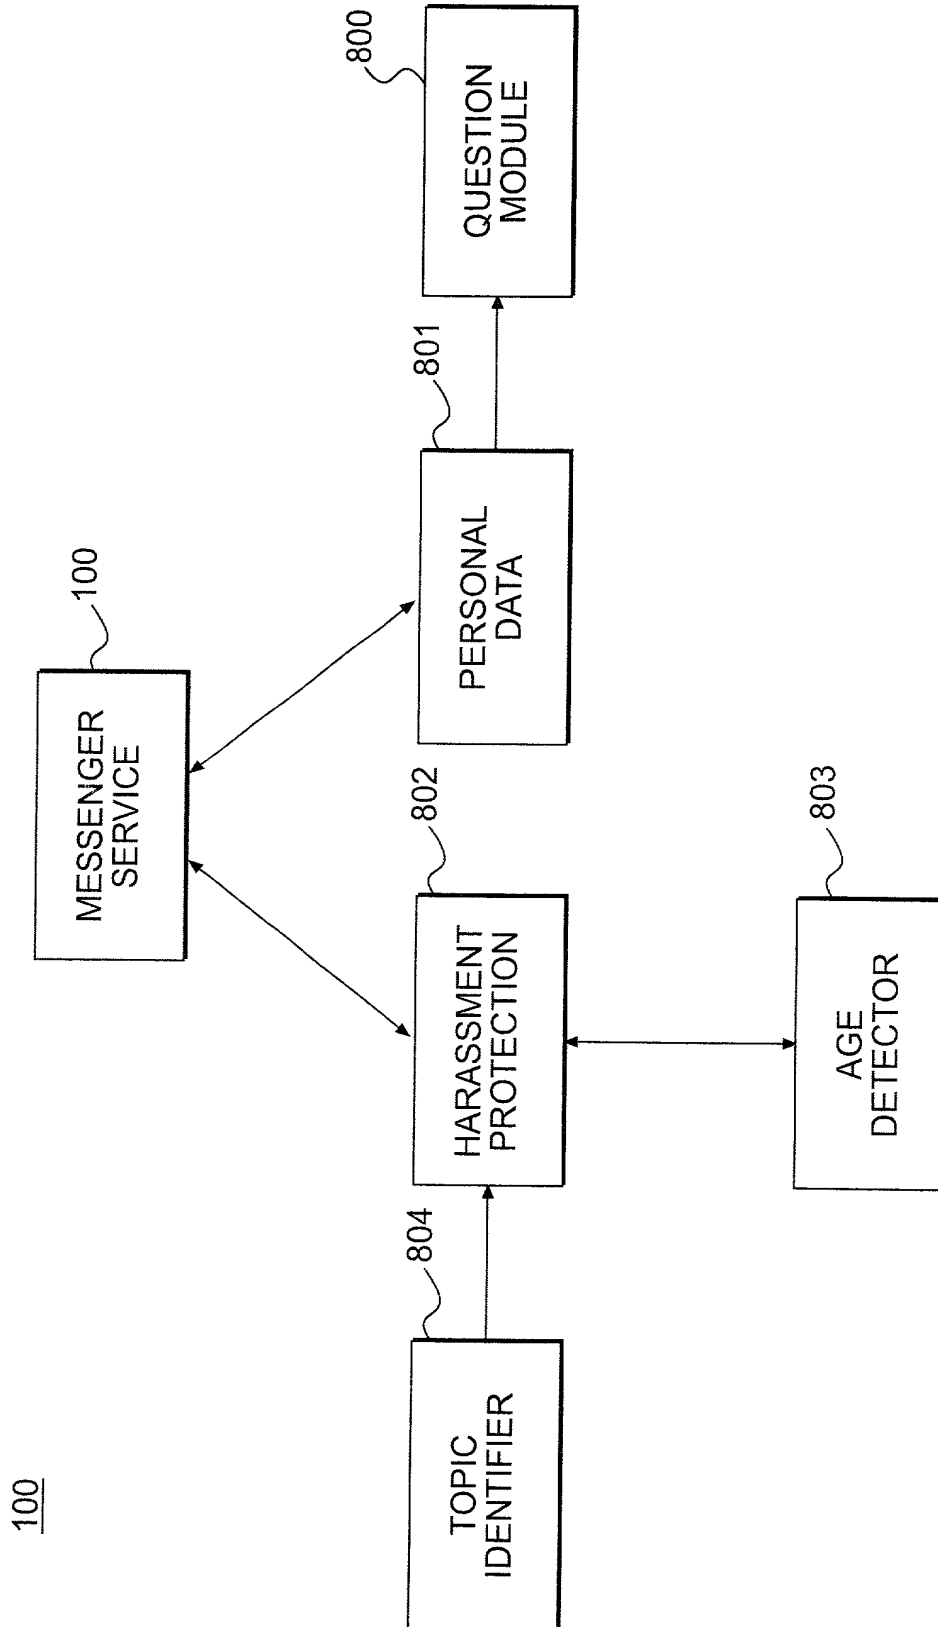 100
MESSENGER
SERVICE
100
TOPIC
IDENTIFIER
804
HARASSMENT
PROTECTION
802
PERSONAL
DATA
801
QUESTION
MODULE
800
AGE
DETECTOR
803